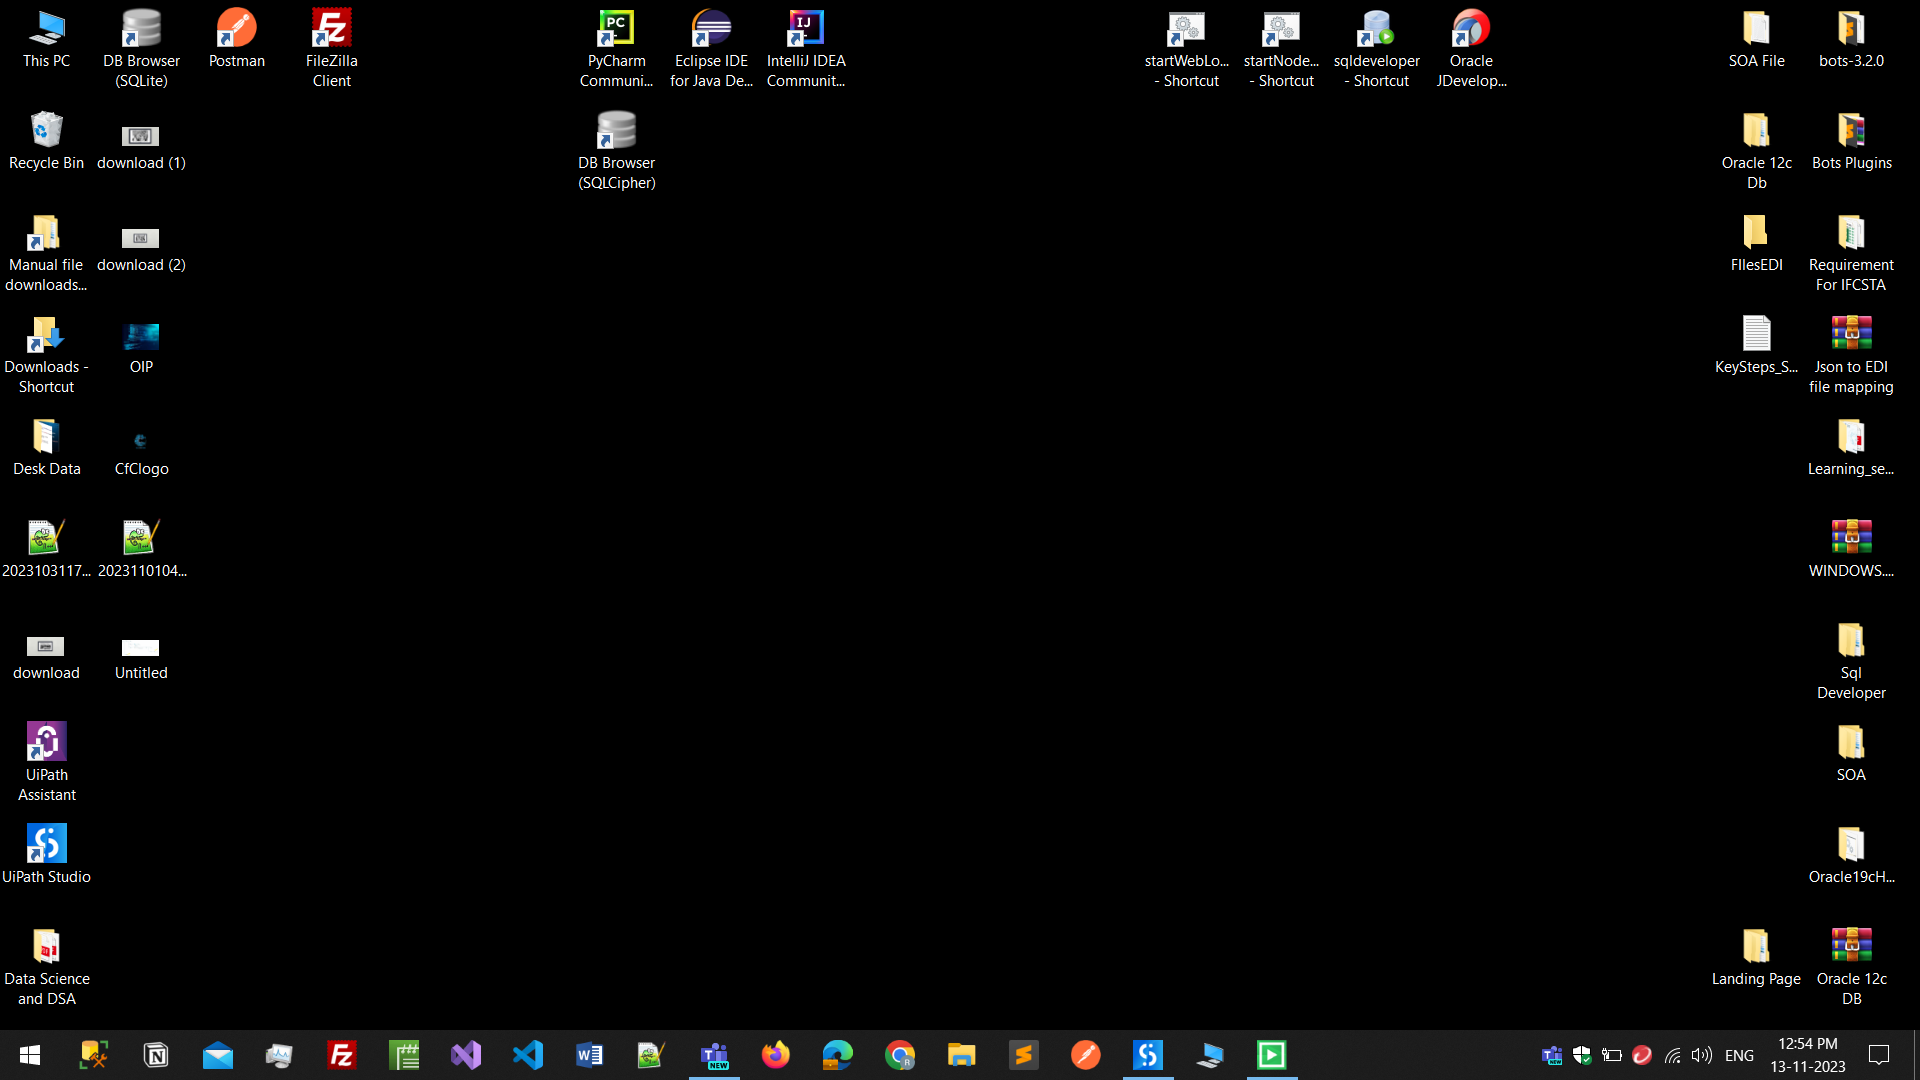 This PC
DB Browser
(SQLite)
Postman
FileZilla
Client
PC
PyCharm
Communi...
Eclipse IDE
for Java De...
IJ
IntelliJ IDEA
Communit...
startWebLo...
- Shortcut
startNode...
- Shortcut
sqldeveloper
- Shortcut
Oracle
JDevelop...
SOA File
bots-3.2.0
Recycle Bin
download (1)
DB Browser
(SQLCipher)
Oracle 12c
Db
Bots Plugins
Manual file
downloads...
download (2)
FIlesEDI
Requirement
For IFCSTA
Downloads -
Shortcut
OIP
KeySteps_S...
Json to EDI
file mapping
Desk Data
CfClogo
Learning_se...
2023103117...
2023110104...
WINDOWS....
download
Untitled
Sql
Developer
UiPath
Assistant
SOA
UiPath Studio
Oracle19cH...
Data Science
and DSA
Landing Page
Oracle 12c
DB
NEW
ENG
12:54 PM
13-11-2023